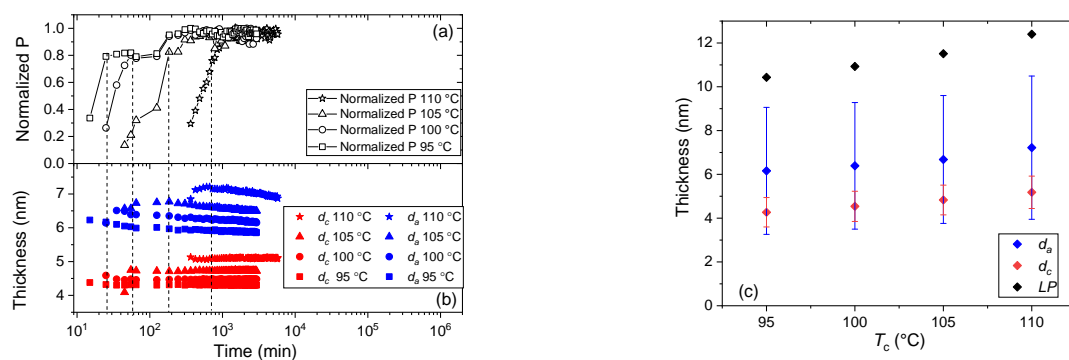 (a)
Normalized P
1.0
0.8
0.6
0.4
0.2
0.0
Normalized P 110 °C
Normalized P 105 °C
Normalized P 100 °C
Normalized P 95 °C
(b)
Thickness (nm)
7
6
5
4
d_c 110 °C d_a 110 °C
d_c 105 °C d_a 105 °C
d_c 100 °C d_a 100 °C
d_c 95 °C d_a 95 °C
10^1 10^2 10^3 10^4 10^5 10^6
Time (min)
Thickness (nm)
12
10
8
6
4
2
0
(c)
d_a
d_c
LP
95 100 105 110
T_c (°C)